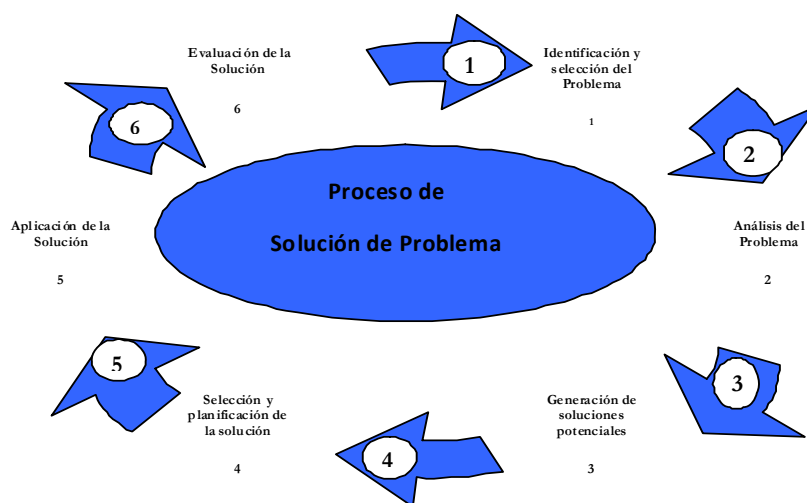 Proceso de
Solución de Problema
1
Identificación y
selección del
Problema
1
2
Análisis del
Problema
2
3
Generación de
soluciones
potenciales
3
4
Selección y
planificación de
la solución
4
5
Aplicación de la
Solución
5
6
Evaluación de la
Solución
6